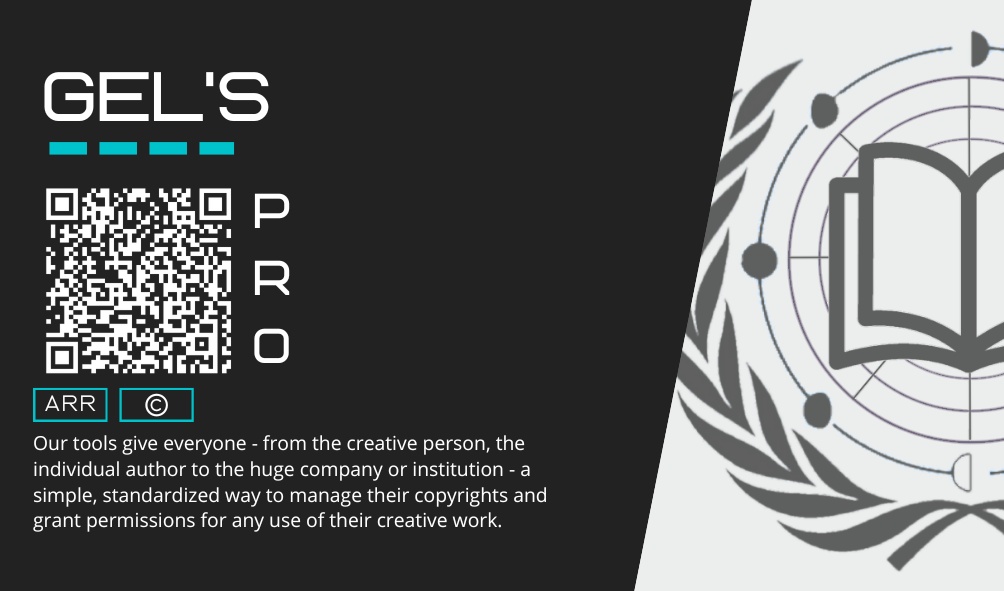 GEL'S
P
R
O
ARR ©
Our tools give everyone - from the creative person, the
individual author to the huge company or institution - a
simple, standardized way to manage their copyrights and
grant permissions for any use of their creative work.